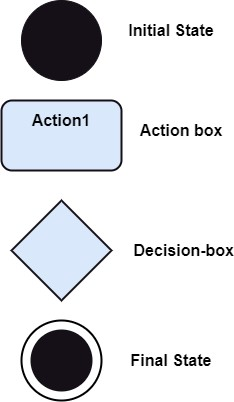 Initial State
Action1
Action box
Decision-box
Final State